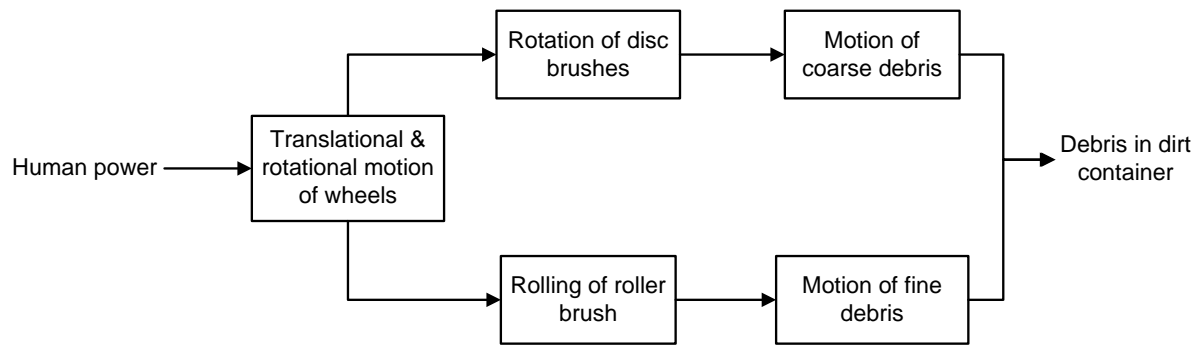 Human power
Translational &
rotational motion
of wheels
Rotation of disc
brushes
Motion of
coarse debris
Rolling of roller
brush
Motion of fine
debris
Debris in dirt
container